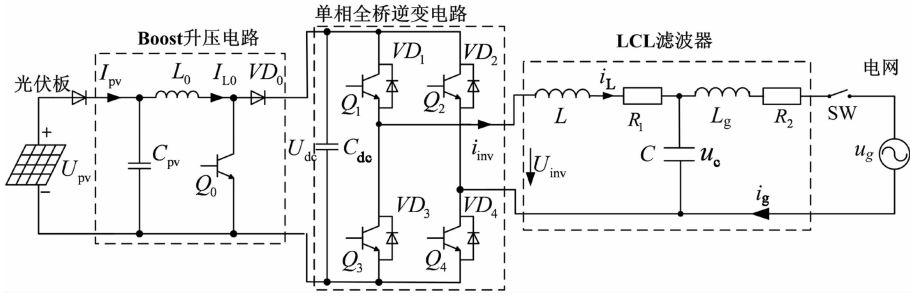 单相全桥逆变电路
Boost升压电路
LCL滤波器
光伏板
电网
I_pv
L_0
I_L0
VD_0
VD_1
VD_2
i_L
L
R_1
L_g
R_2
SW
Q_1
Q_2
+
U_pv
−
C_pv
Q_0
U_dc
C_dc
i_inv
U_inv
C
u_c
u_g
VD_3
VD_4
i_g
Q_3
Q_4